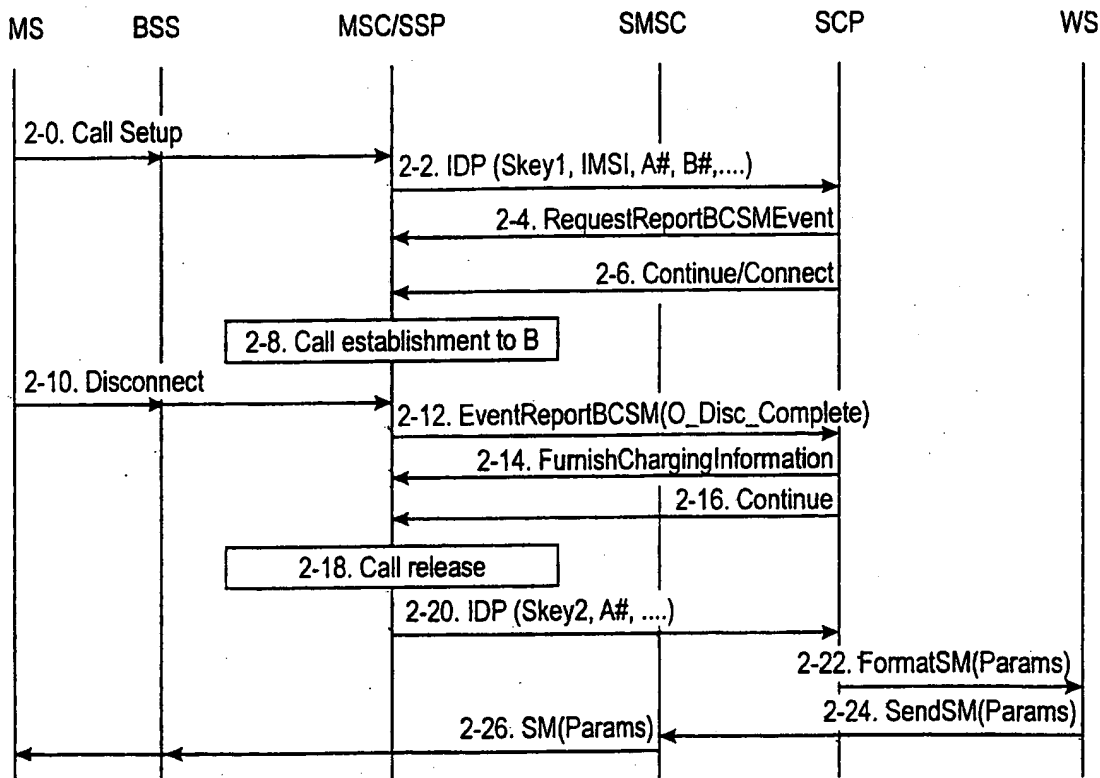 MS BSS MSC/SSP SMSC SCP WS
2-0. Call Setup
2-2. IDP (Skey1, IMSI, A#, B#,....)
2-4. RequestReportBCSMEvent
2-6. Continue/Connect
2-8. Call establishment to B
2-10. Disconnect
2-12. EventReportBCSM(O_Disc_Complete)
2-14. FurnishChargingInformation
2-16. Continue
2-18. Call release
2-20. IDP (Skey2, A#, ....)
2-22. FormatSM(Params)
2-24. SendSM(Params)
2-26. SM(Params)